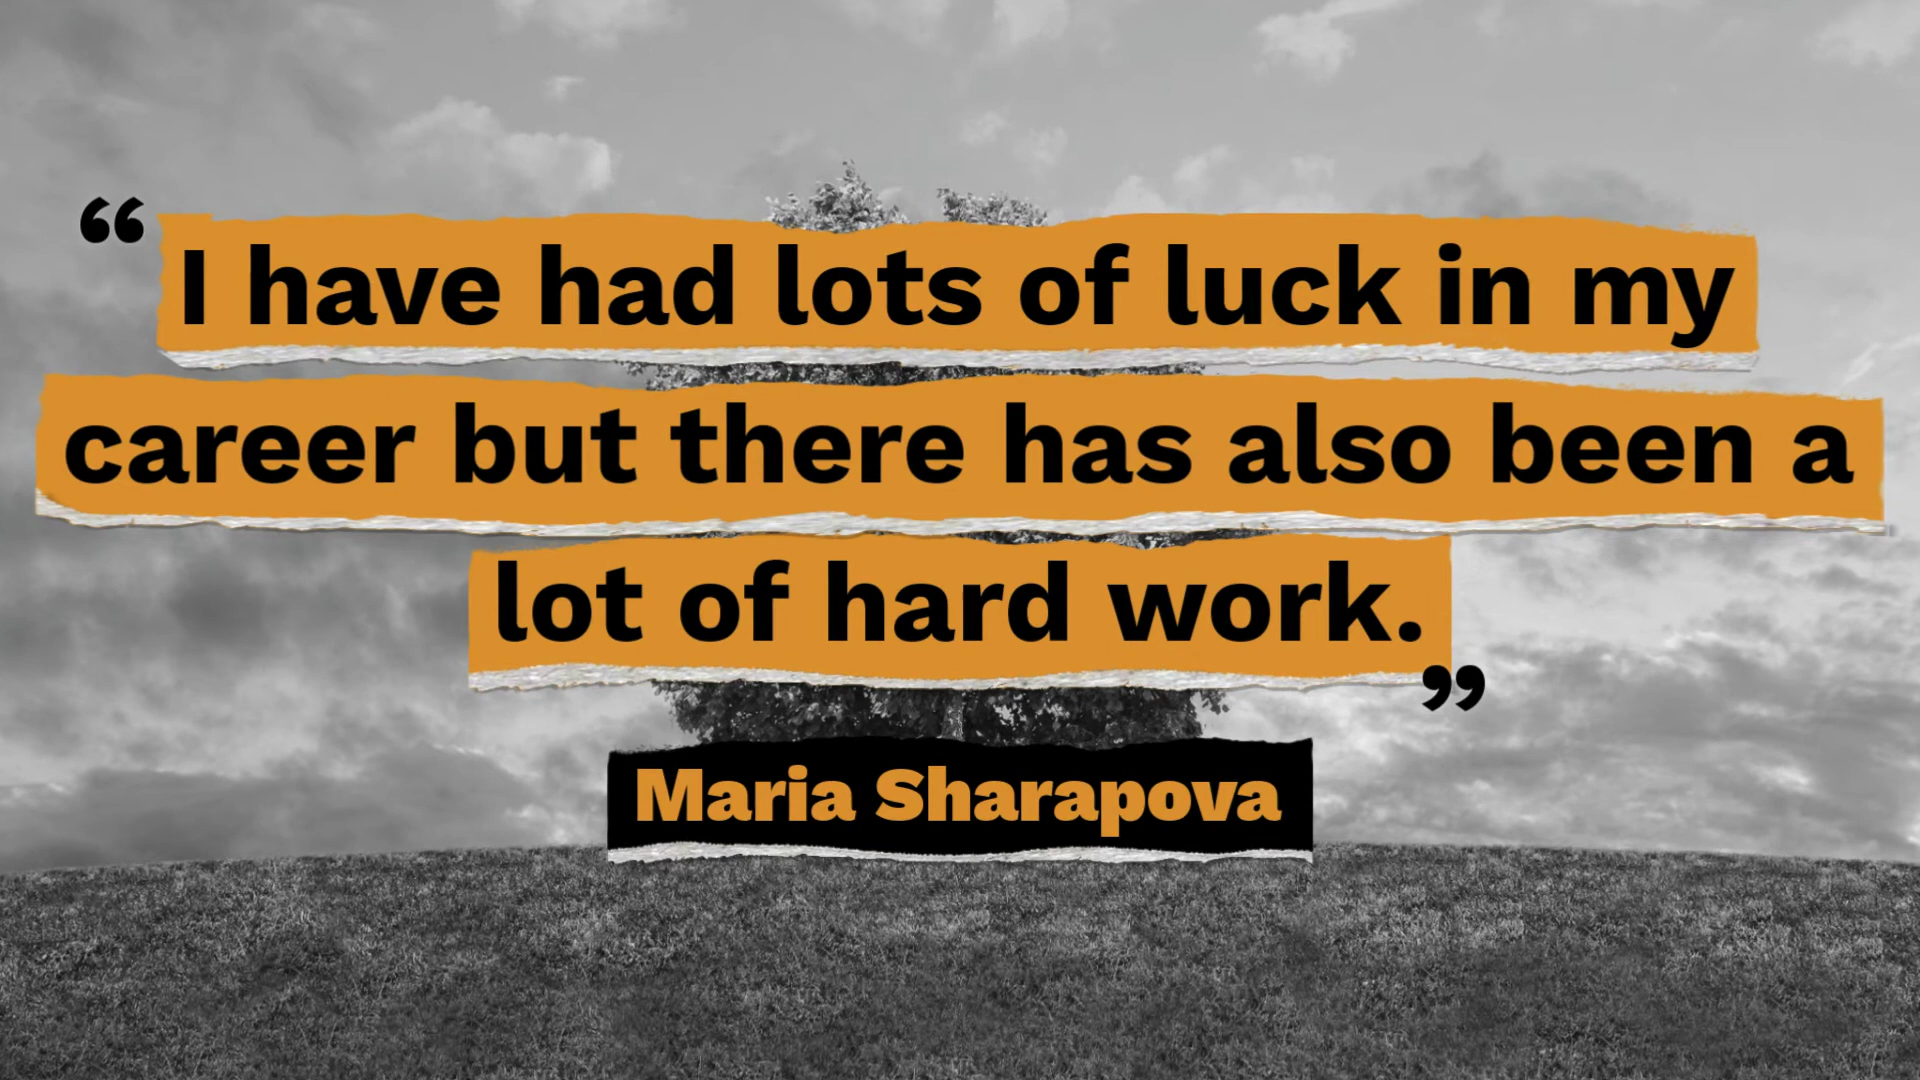 “I have had lots of luck in my
career but there has also been a
lot of hard work.”
Maria Sharapova